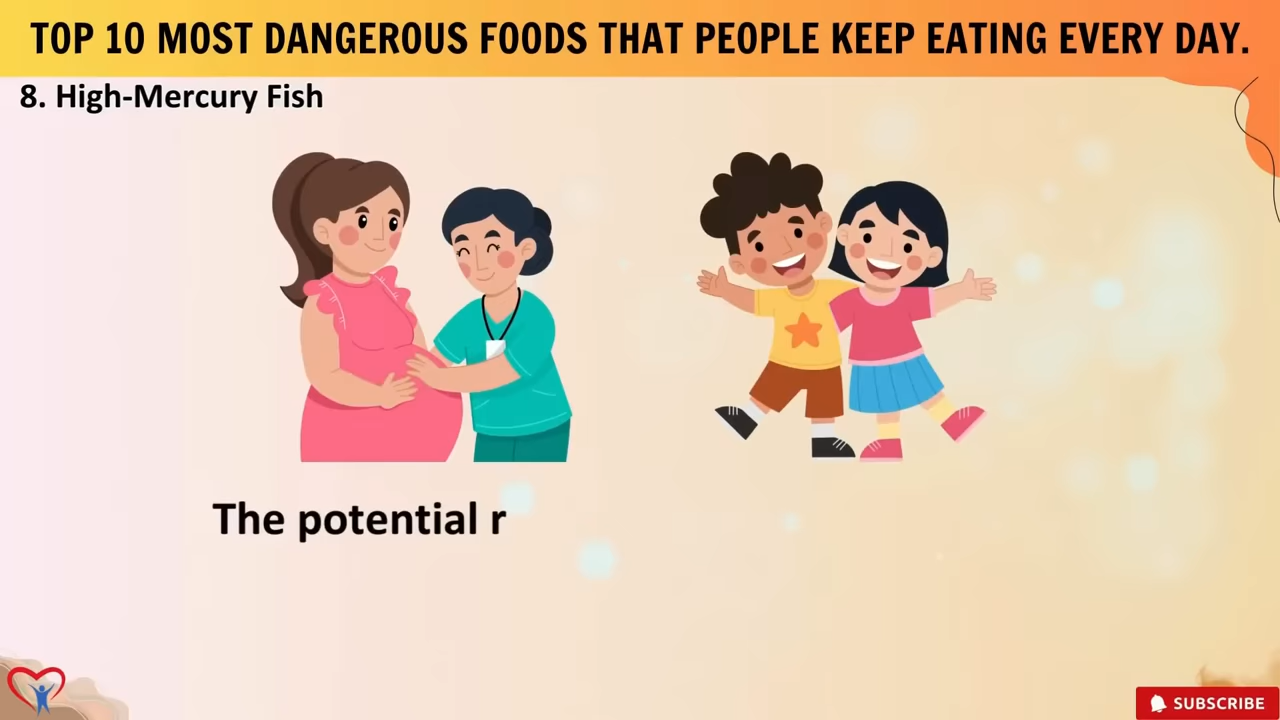 TOP 10 MOST DANGEROUS FOODS THAT PEOPLE KEEP EATING EVERY DAY.
8. High-Mercury Fish
The potential r
SUBSCRIBE